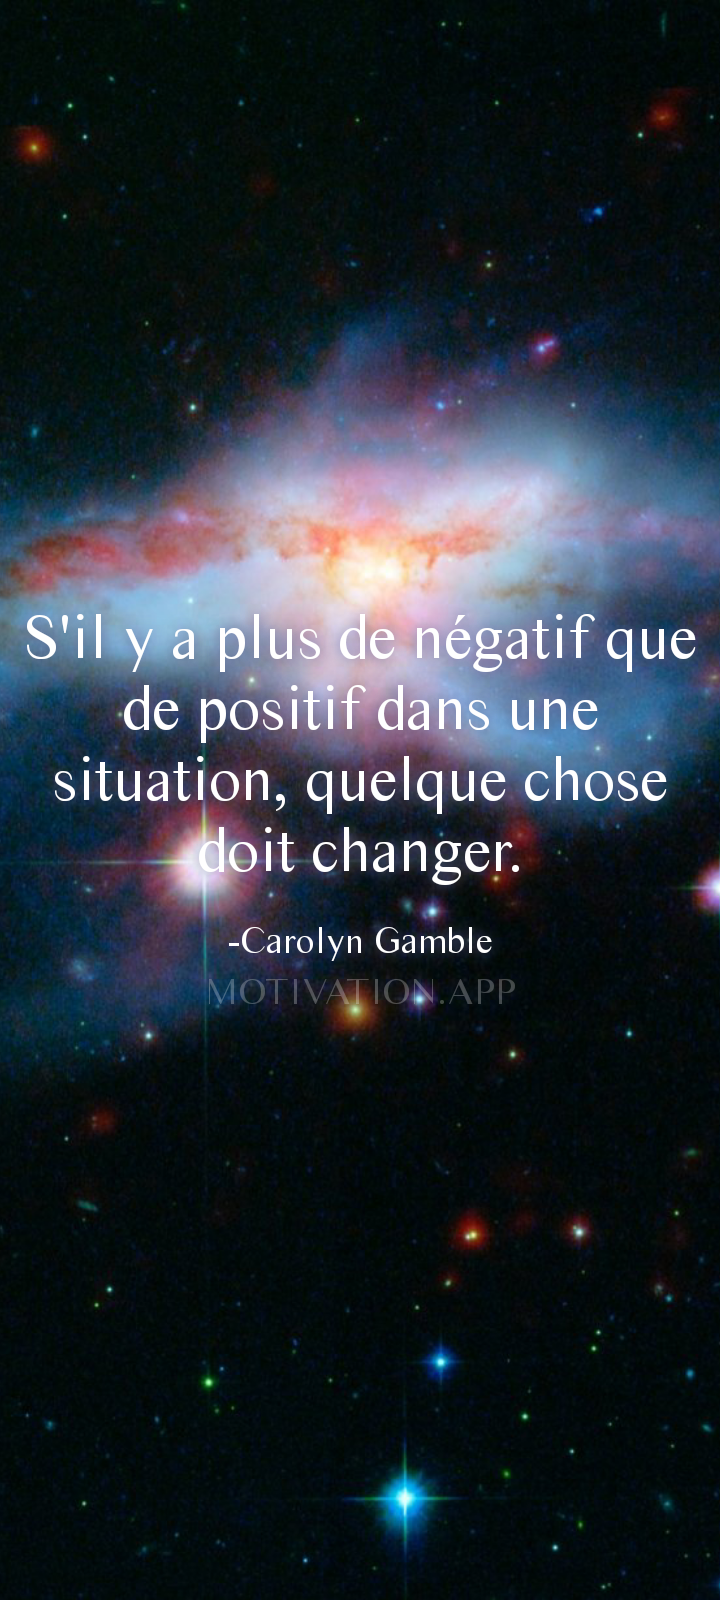 S'il y a plus de négatif que
de positif dans une
situation, quelque chose
doit changer.
-Carolyn Gamble
MOTIVATION.APP